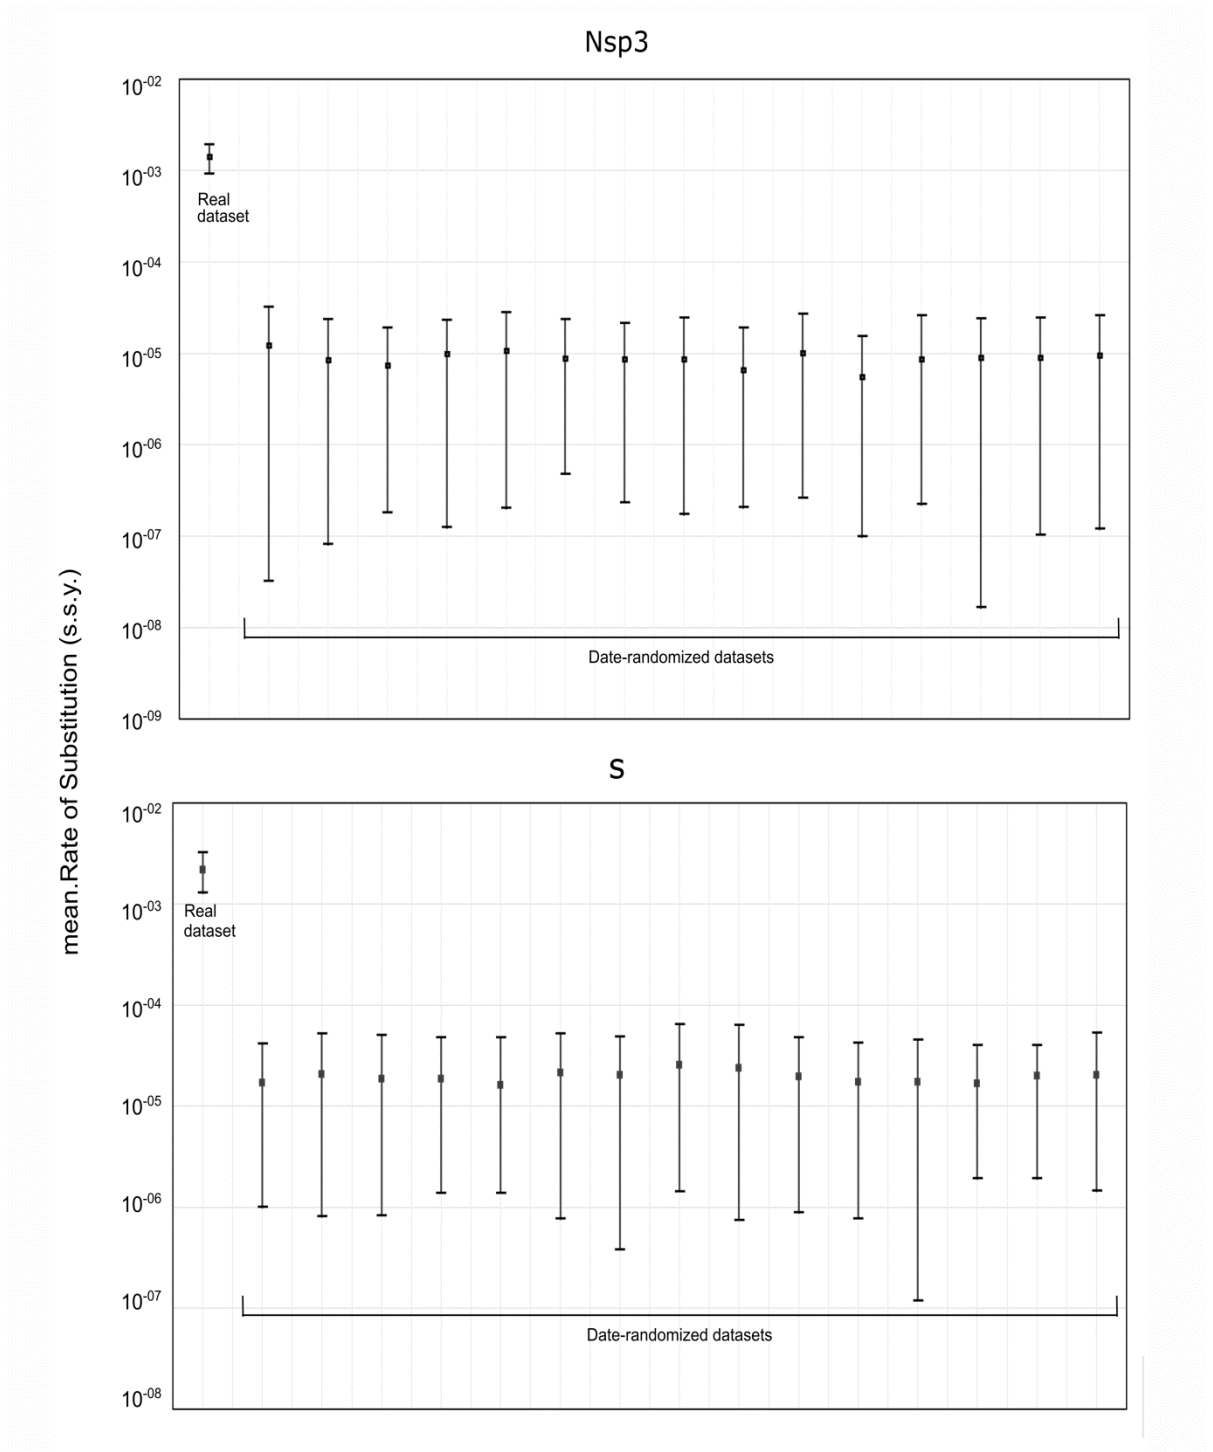 Nsp3
10-02
10-03
Real
dataset
10-04
10-05
10-06
10-07
10-08
Date-randomized datasets
10-09
mean.Rate of Substitution (s.s.y.)
S
10-02
10-03
Real
dataset
10-04
10-05
10-06
10-07
Date-randomized datasets
10-08